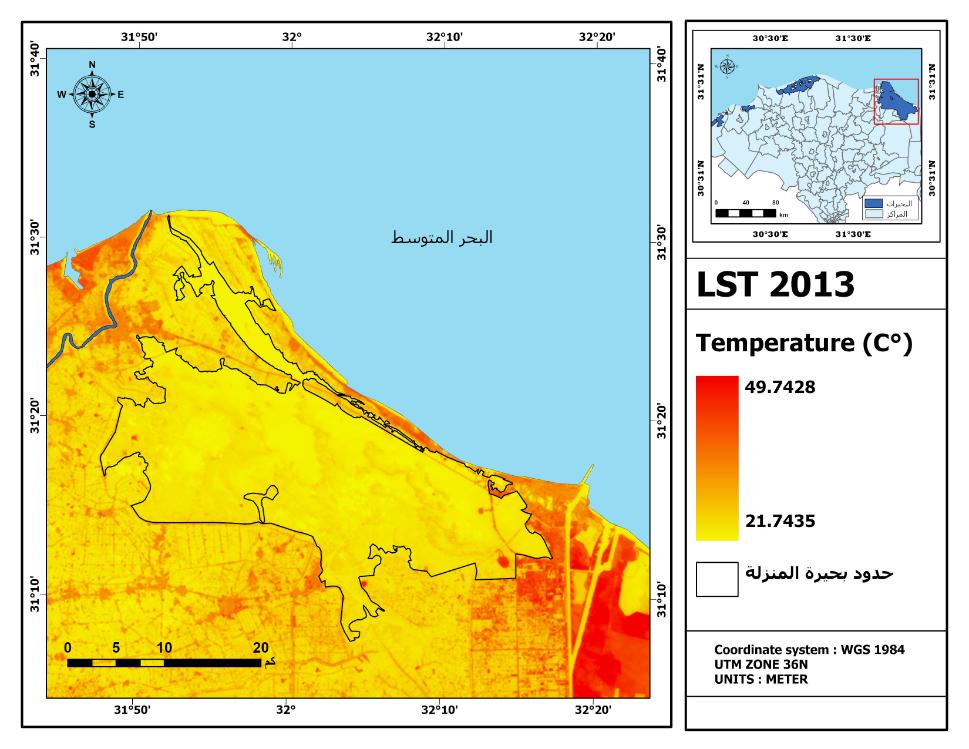 31°50'
32°
32°10'
32°20'
31°40'
31°40'
N
W
E
S
31°30'
31°30'
البحر المتوسط
31°20'
31°20'
31°10'
31°10'
0 5 10 20
كم
31°50'
32°
32°10'
32°20'
30°30'E 31°30'E
31°31'N
31°31'N
30°31'N
30°31'N
0 40 80
km
البحيرات
المراكز
30°30'E 31°30'E
LST 2013
Temperature (C°)
49.7428
21.7435
حدود بحيرة المنزلة
Coordinate system : WGS 1984
UTM ZONE 36N
UNITS : METER